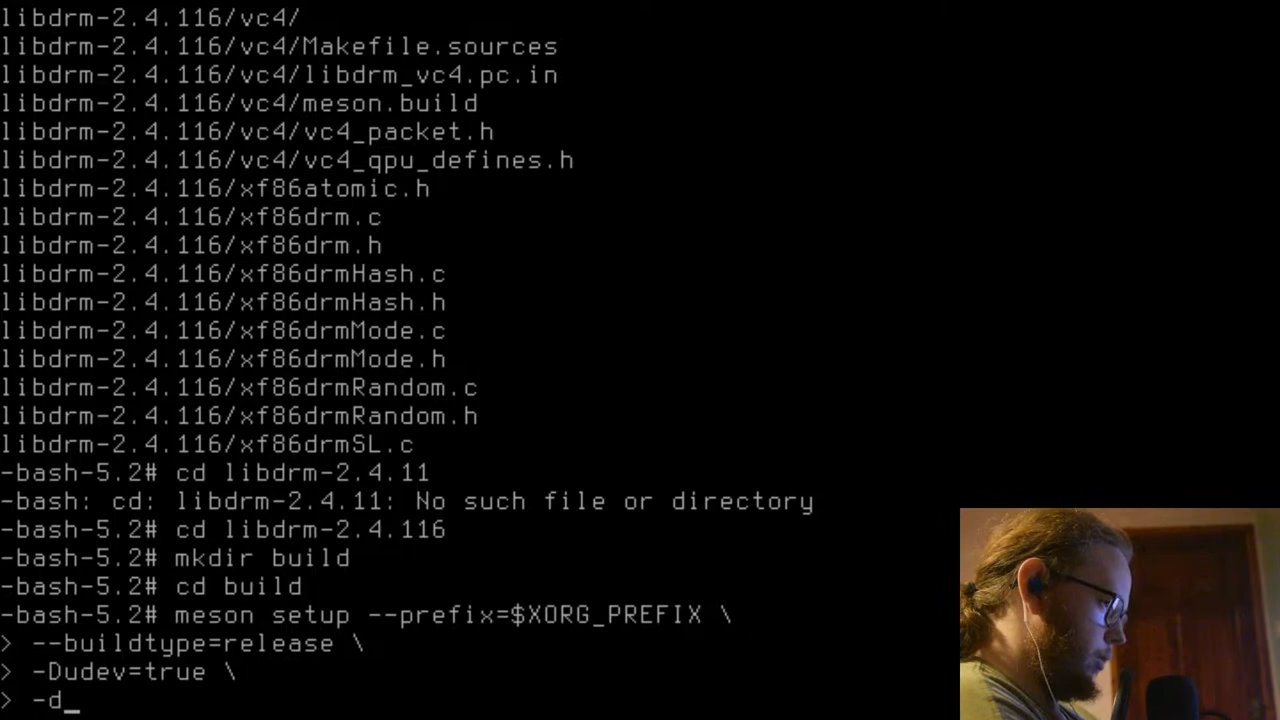 libdrm-2.4.116/vc4/
libdrm-2.4.116/vc4/Makefile.sources
libdrm-2.4.116/vc4/libdrm_vc4.pc.in
libdrm-2.4.116/vc4/meson.build
libdrm-2.4.116/vc4/vc4_packet.h
libdrm-2.4.116/vc4/vc4_qpu_defines.h
libdrm-2.4.116/xf86atomic.h
libdrm-2.4.116/xf86drm.c
libdrm-2.4.116/xf86drm.h
libdrm-2.4.116/xf86drmHash.c
libdrm-2.4.116/xf86drmHash.h
libdrm-2.4.116/xf86drmMode.c
libdrm-2.4.116/xf86drmMode.h
libdrm-2.4.116/xf86drmRandom.c
libdrm-2.4.116/xf86drmRandom.h
libdrm-2.4.116/xf86drmSL.c
-bash-5.2# cd libdrm-2.4.11
-bash: cd: libdrm-2.4.11: No such file or directory
-bash-5.2# cd libdrm-2.4.116
-bash-5.2# mkdir build
-bash-5.2# cd build
-bash-5.2# meson setup --prefix=$XORG_PREFIX \
> --buildtype=release \
> -Dudev=true \
> -d_